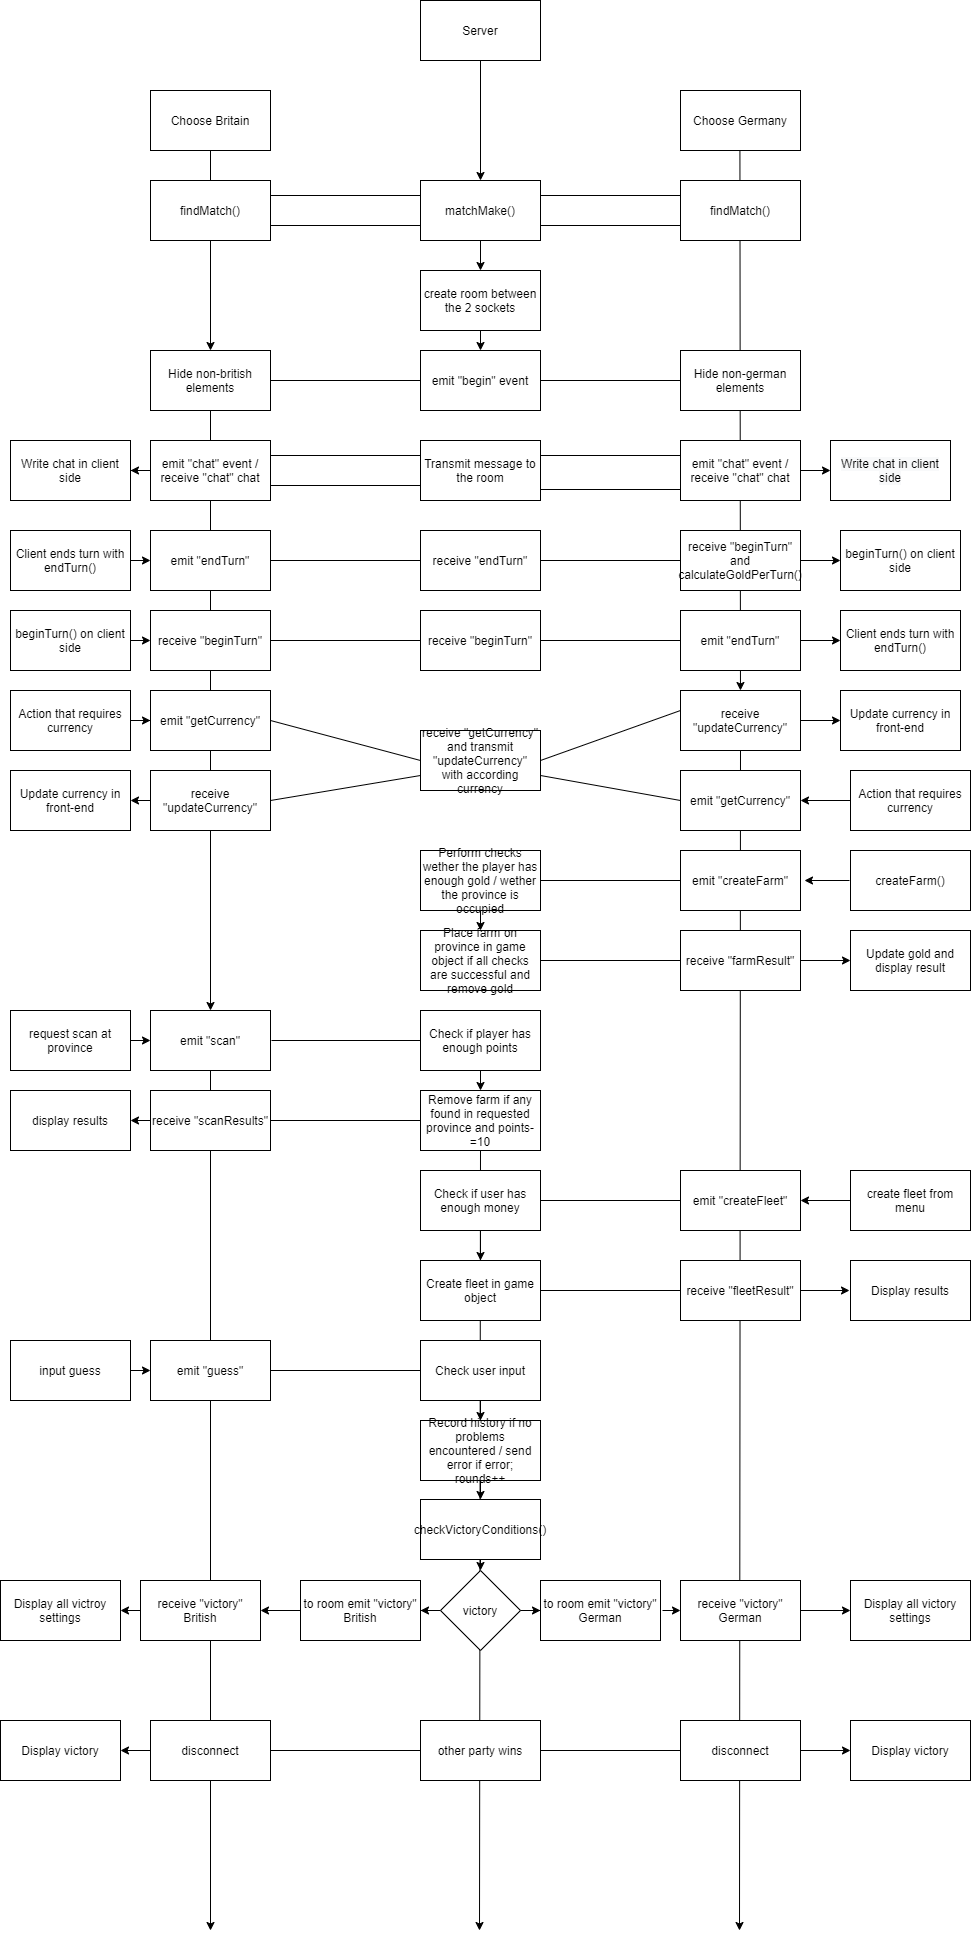 Server
Choose Britain
Choose Germany
findMatch()
matchMake()
findMatch()
create room between
the 2 sockets
Hide non-british
elements
emit "begin" event
Hide non-german
elements
Write chat in client
side
emit "chat" event /
receive "chat" chat
Transmit message to
the room
emit "chat" event /
receive "chat" chat
Write chat in client
side
Client ends turn with
endTurn()
emit "endTurn"
receive "endTurn"
receive "beginTurn"
and
calculateGoldPerTurn()
beginTurn() on client
side
beginTurn() on client
side
receive "beginTurn"
receive "beginTurn"
emit "endTurn"
Client ends turn with
endTurn()
Action that requires
currency
emit "getCurrency"
receive "getCurrency"
and transmit
"updateCurrency"
with according
currency
receive
"updateCurrency"
Update currency in
front-end
Update currency in
front-end
receive
"updateCurrency"
emit "getCurrency"
Action that requires
currency
Perform checks
wether the player has
enough gold / wether
the province is
occupied
emit "createFarm"
createFarm()
Place farm on
province in game
object if all checks
are successful and
remove gold
receive "farmResult"
Update gold and
display result
request scan at
province
emit "scan"
Check if player has
enough points
display results
receive "scanResults"
Remove farm if any
found in requested
province and points-
=10
Check if user has
enough money
emit "createFleet"
create fleet from
menu
Create fleet in game
object
receive "fleetResult"
Display results
input guess
emit "guess"
Check user input
Record history if no
problems
encountered / send
error if error;
rounds++
checkVictoryConditions()
Display all victroy
settings
receive "victory"
British
to room emit "victory"
British
victory
to room emit "victory"
German
receive "victory"
German
Display all victory
settings
Display victory
disconnect
other party wins
disconnect
Display victory